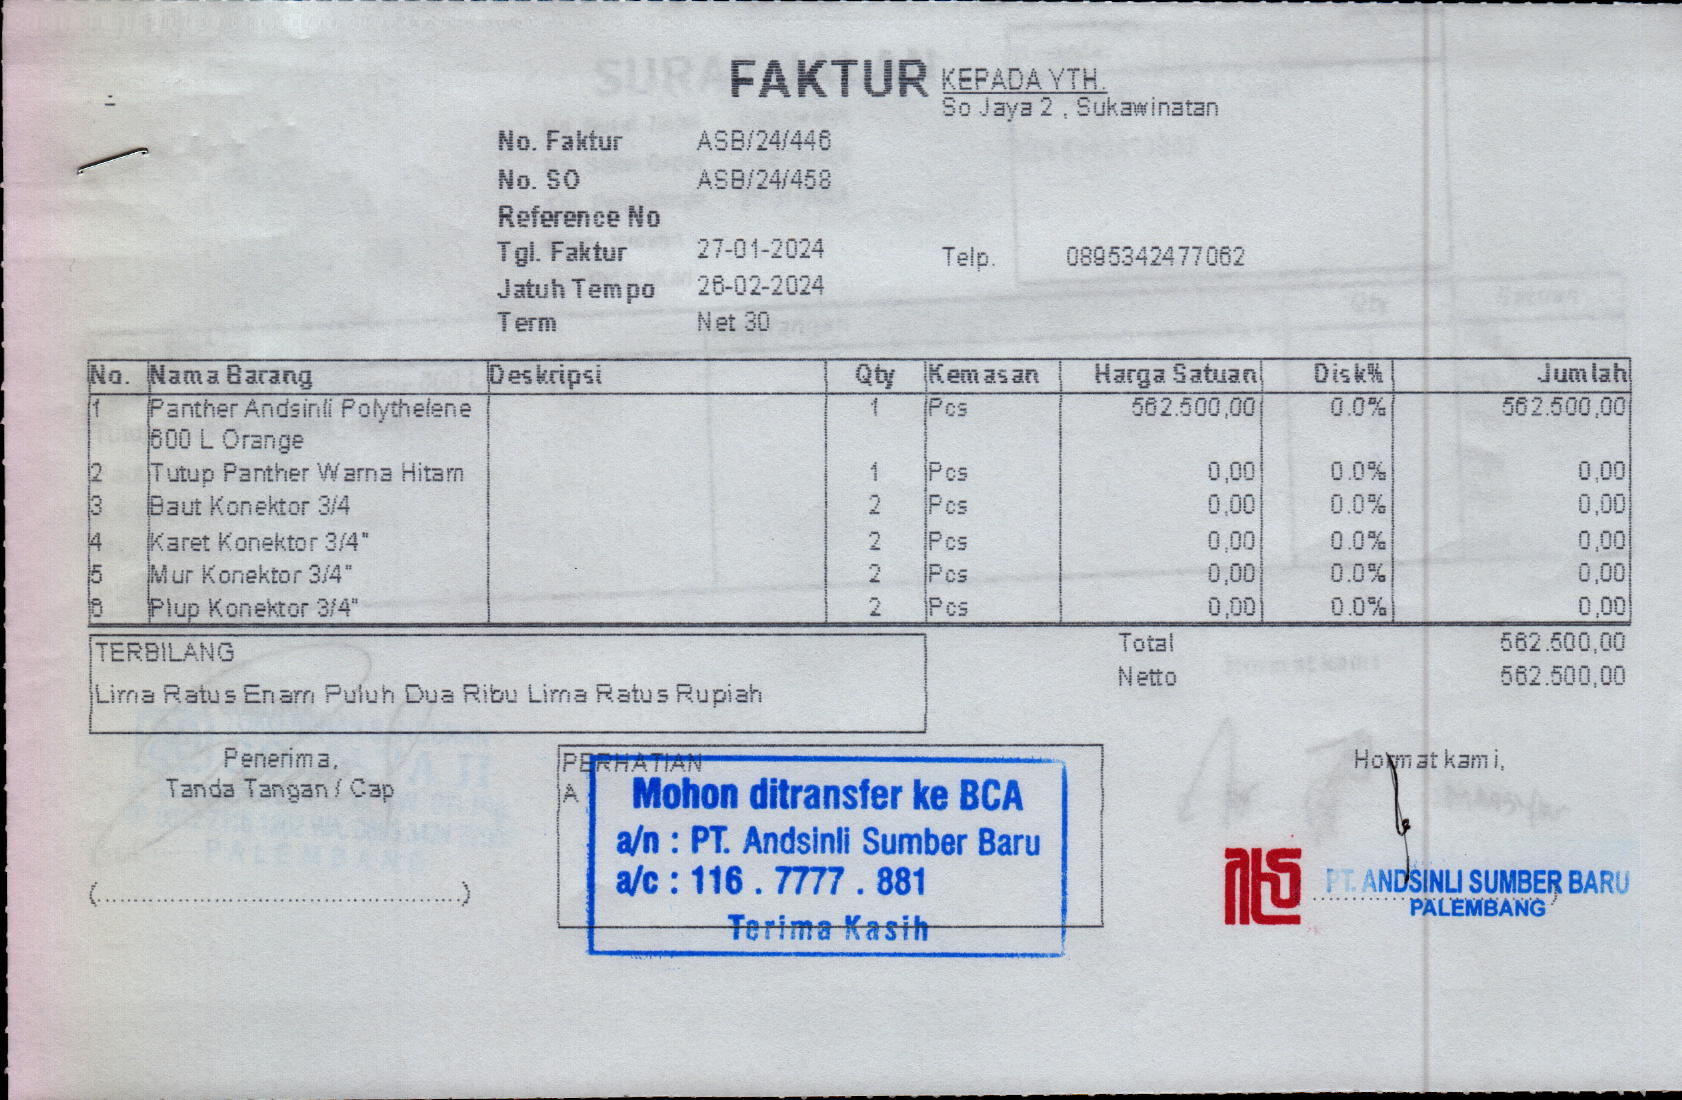 FAKTUR
KEPADA YTH.
So Jaya 2 , Sukawinatan
No. Faktur ASB/24/446
No. SO ASB/24/458
Reference No
Tgl. Faktur 27-01-2024
Telp. 0895342477062
Jatuh Tempo 26-02-2024
Term Net 30
No. Nama Barang Deskripsi Qty Kemasan Harga Satuan Disk% Jumlah
1 Panther Andsinli Polythelene 1 Pcs 562.500,00 0.0% 562.500,00
600 L Orange
2 Tutup Panther Warna Hitam 1 Pcs 0,00 0.0% 0,00
3 Baut Konektor 3/4 2 Pcs 0,00 0.0% 0,00
4 Karet Konektor 3/4" 2 Pcs 0,00 0.0% 0,00
5 Mur Konektor 3/4" 2 Pcs 0,00 0.0% 0,00
6 Plup Konektor 3/4" 2 Pcs 0,00 0.0% 0,00
TERBILANG
Lima Ratus Enam Puluh Dua Ribu Lima Ratus Rupiah
Total 562.500,00
Netto 562.500,00
Penerima,
Tanda Tangan / Cap
(................................................)
PERHATIAN
A
Mohon ditransfer ke BCA
a/n : PT. Andsinli Sumber Baru
a/c : 116 . 7777 . 881
Terima Kasih
Hormat kami,
PT. ANDSINLI SUMBER BARU
PALEMBANG